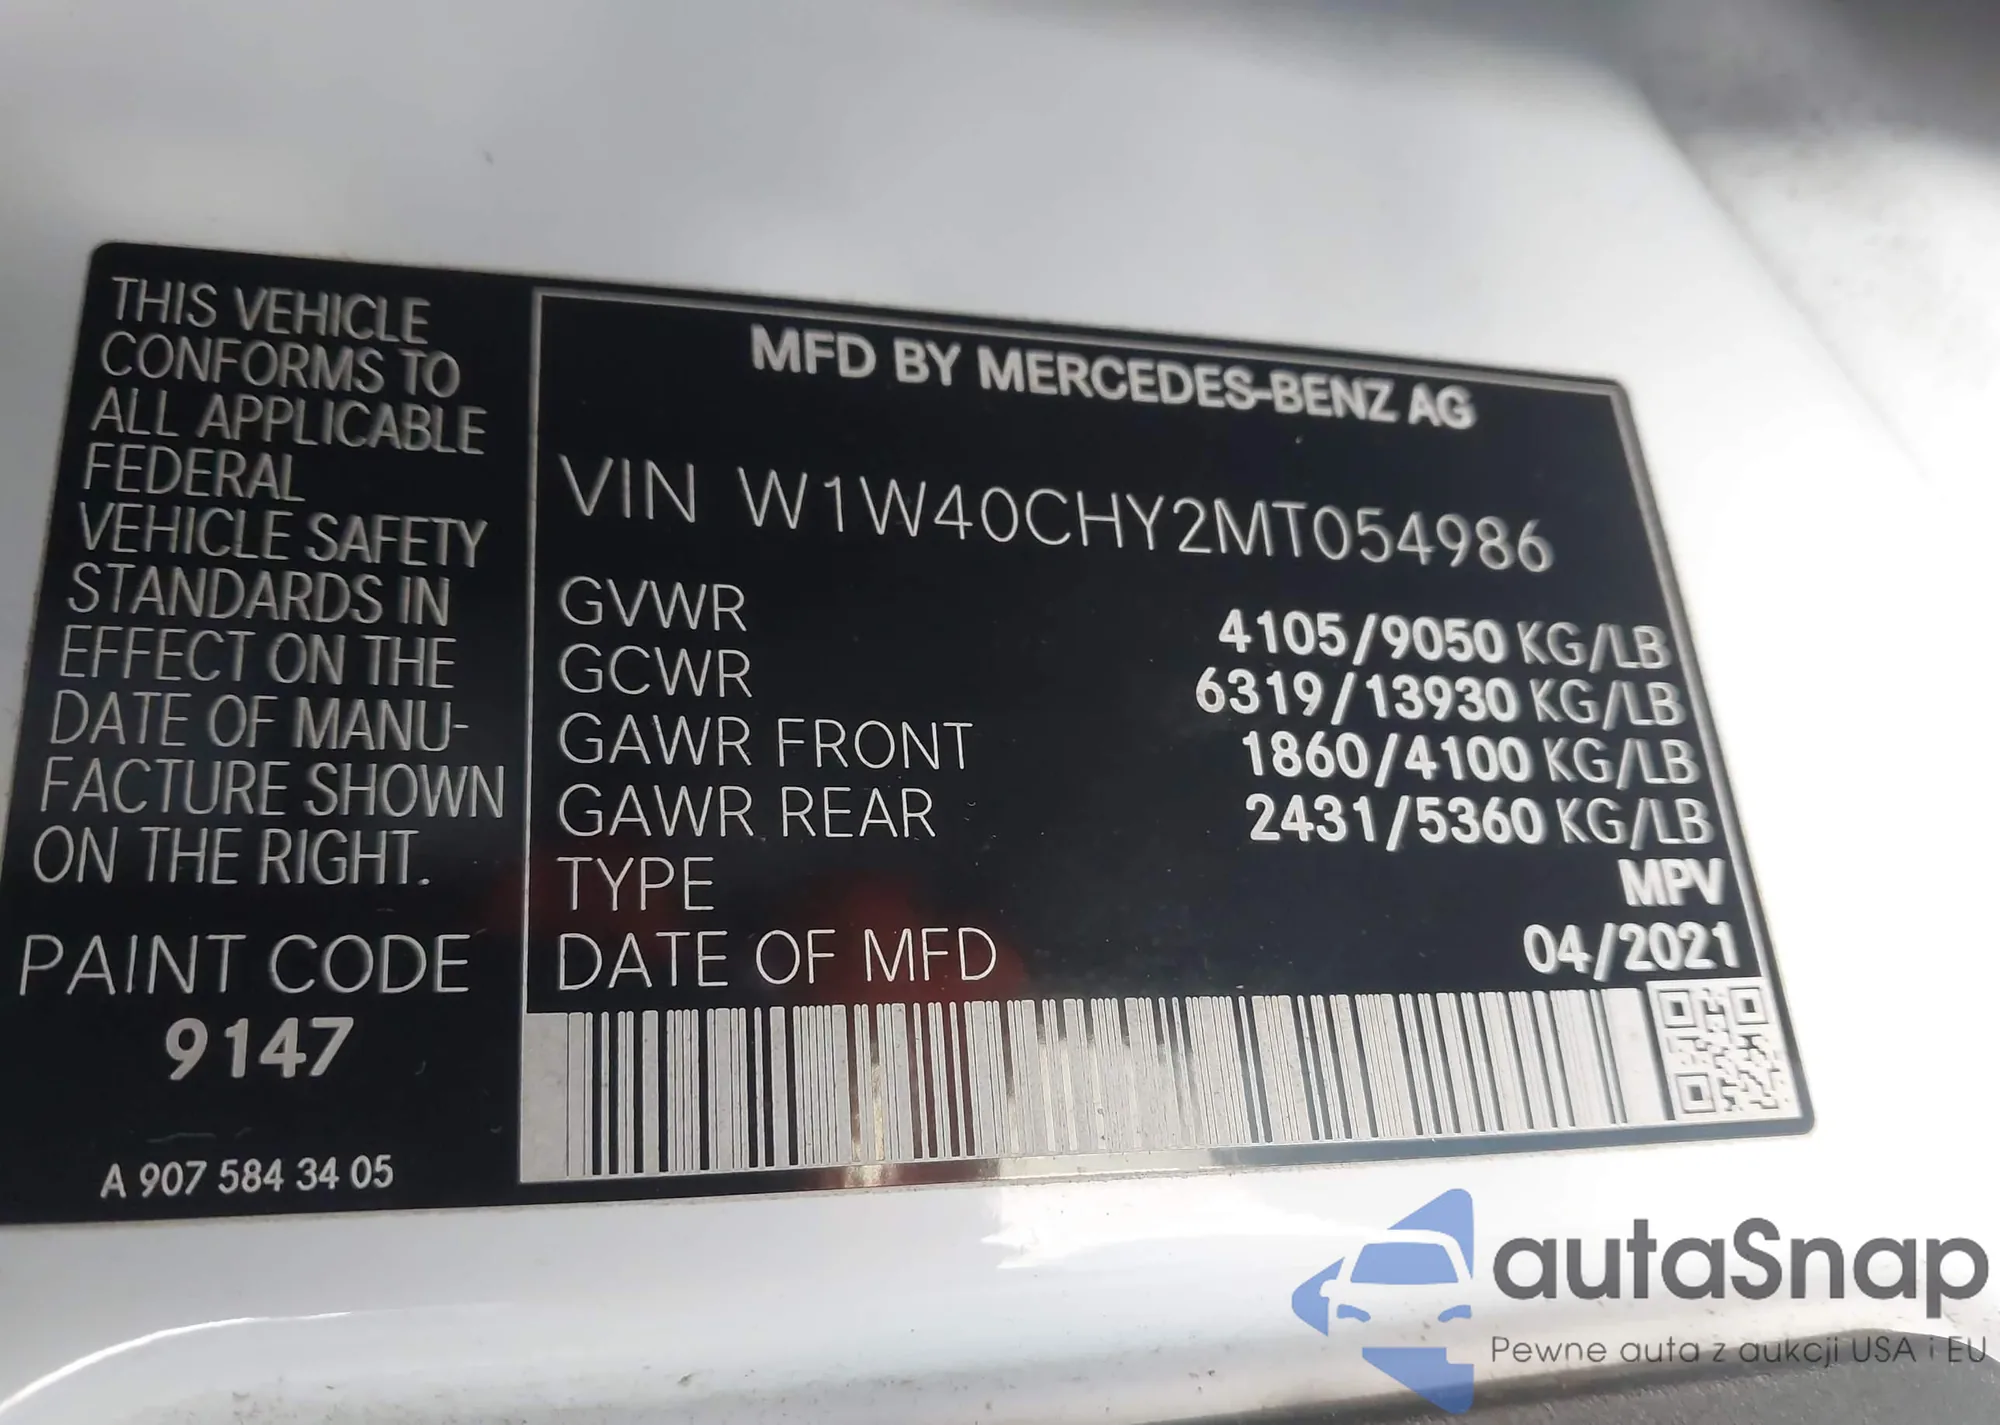 THIS VEHICLE
CONFORMS TO
ALL APPLICABLE
FEDERAL
VEHICLE SAFETY
STANDARDS IN
EFFECT ON THE
DATE OF MANU-
FACTURE SHOWN
ON THE RIGHT.
PAINT CODE
9147
A 907 584 34 05
MFD BY MERCEDES-BENZ AG
VIN W1W40CHY2MT054986
GVWR 4105/9050 KG/LB
GCWR 6319/13930 KG/LB
GAWR FRONT 1860/4100 KG/LB
GAWR REAR 2431/5360 KG/LB
TYPE MPV
DATE OF MFD 04/2021
autaSnap
Pewne auta z aukcji USA i EU